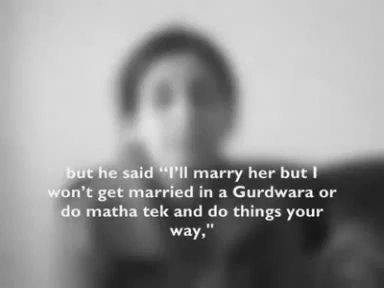 but he said “I’ll marry her but I
won’t get married in a Gurdwara or
do matha tek and do things your
way,"